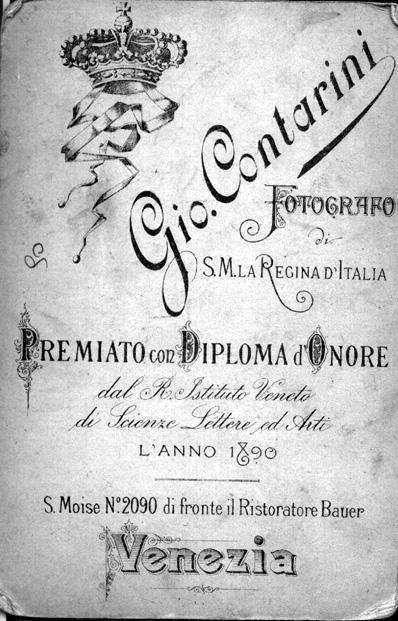 Gio. Contarini
FOTOGRAFO
di
S.M. LA REGINA D'ITALIA
PREMIATO con DIPLOMA d'ONORE
dal R. Istituto Veneto
di Scienze Lettere ed Arti
L'ANNO 1890
S. Moise Nº. 2090 di fronte il Ristoratore Bauer
Venezia